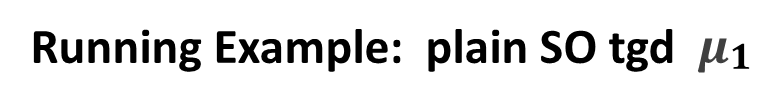 Running Example: plain SO tgd μ₁